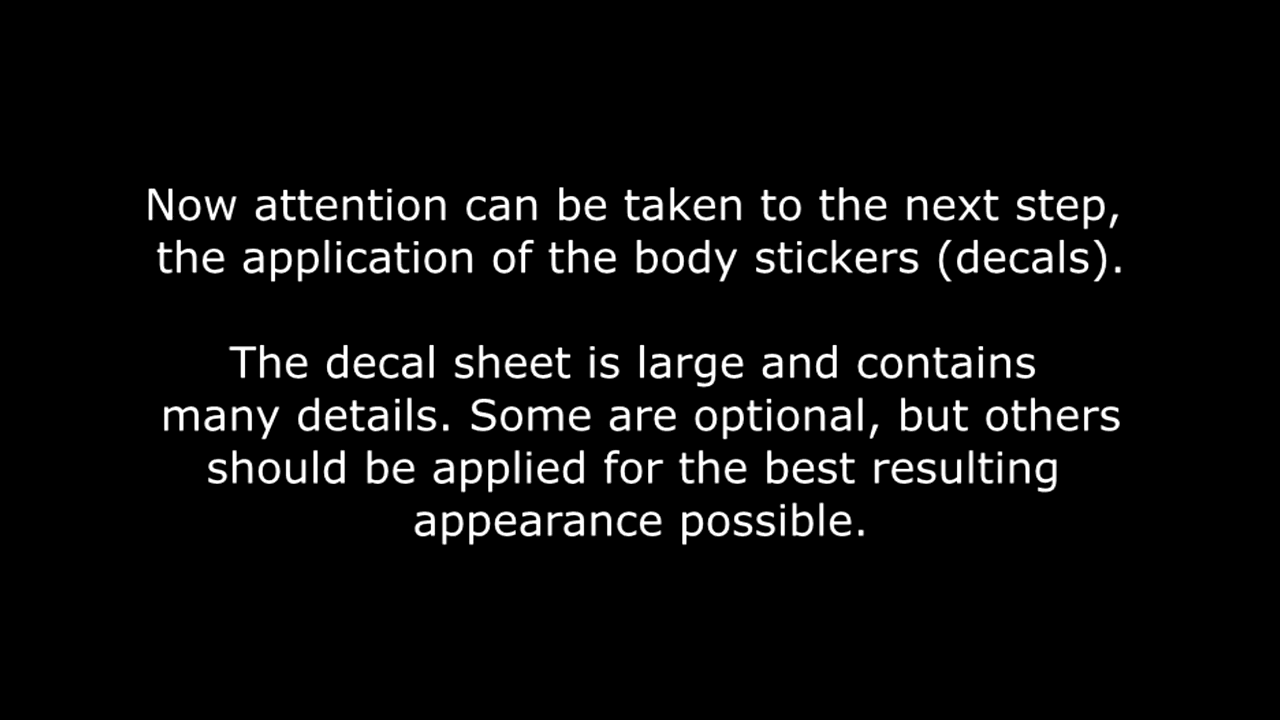 Now attention can be taken to the next step,
the application of the body stickers (decals).
The decal sheet is large and contains
many details. Some are optional, but others
should be applied for the best resulting
appearance possible.